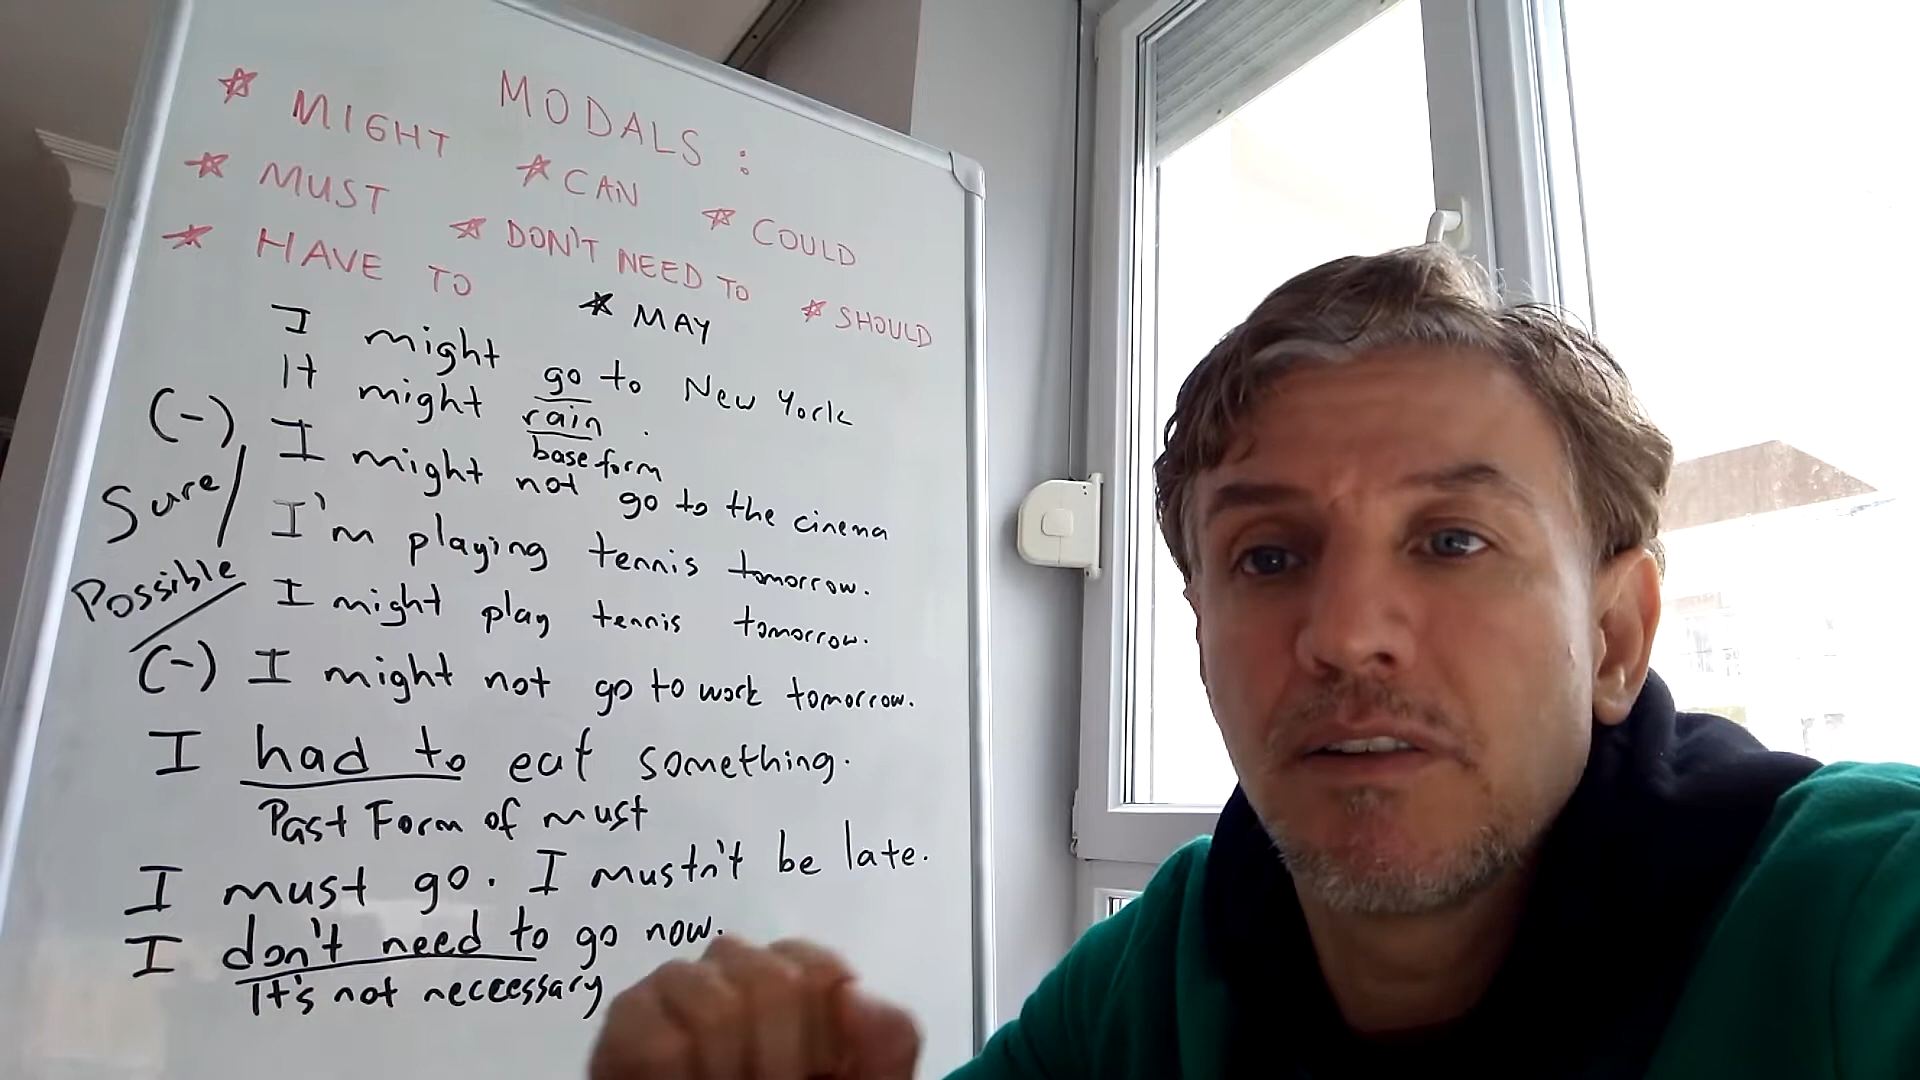 MODALS :
☆ MIGHT ☆ CAN ☆ COULD
☆ MUST ☆ DON'T NEED TO ☆ SHOULD
☆ HAVE TO ☆ MAY
I might go to New York
It might rain .
base form
(-) I might not go to the cinema
Sure / I'm playing tennis tomorrow.
Possible / I might play tennis tomorrow.
(-) I might not go to work tomorrow.
I had to eat something.
Past Form of must
I must go. I mustn't be late.
I don't need to go now.
It's not neccessary